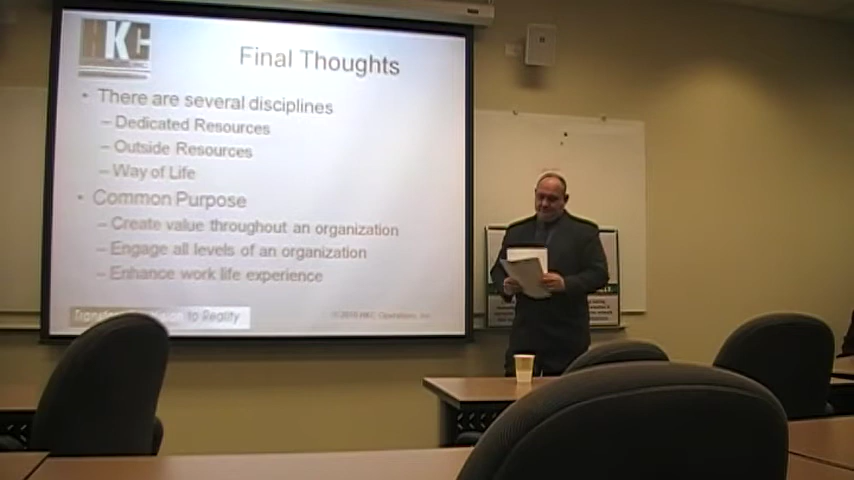 HKC
Final Thoughts
• There are several disciplines
– Dedicated Resources
– Outside Resources
– Way of Life
• Common Purpose
– Create value throughout an organization
– Engage all levels of an organization
– Enhance work life experience
to Reality
HKC Operations, Inc.